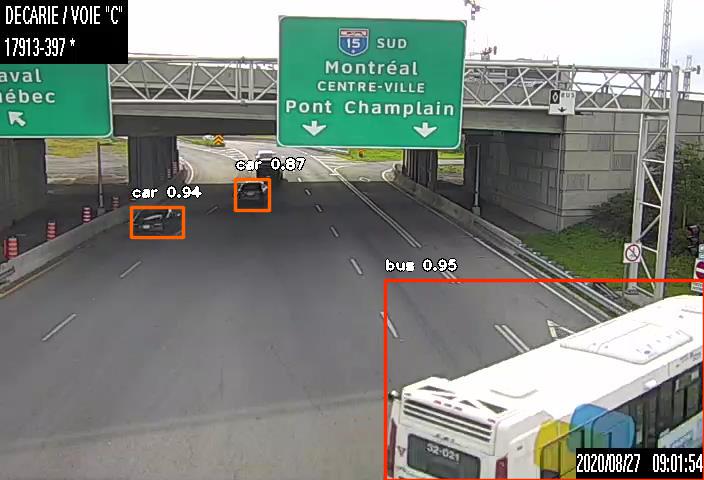 DECARIE / VOIE "C"
17913-397 *
aval
ébec
15 SUD
Montréal
CENTRE-VILLE
Pont Champlain
BUS
car 0.87
car 0.94
bus 0.95
32-021
2020/08/27 09:01:54